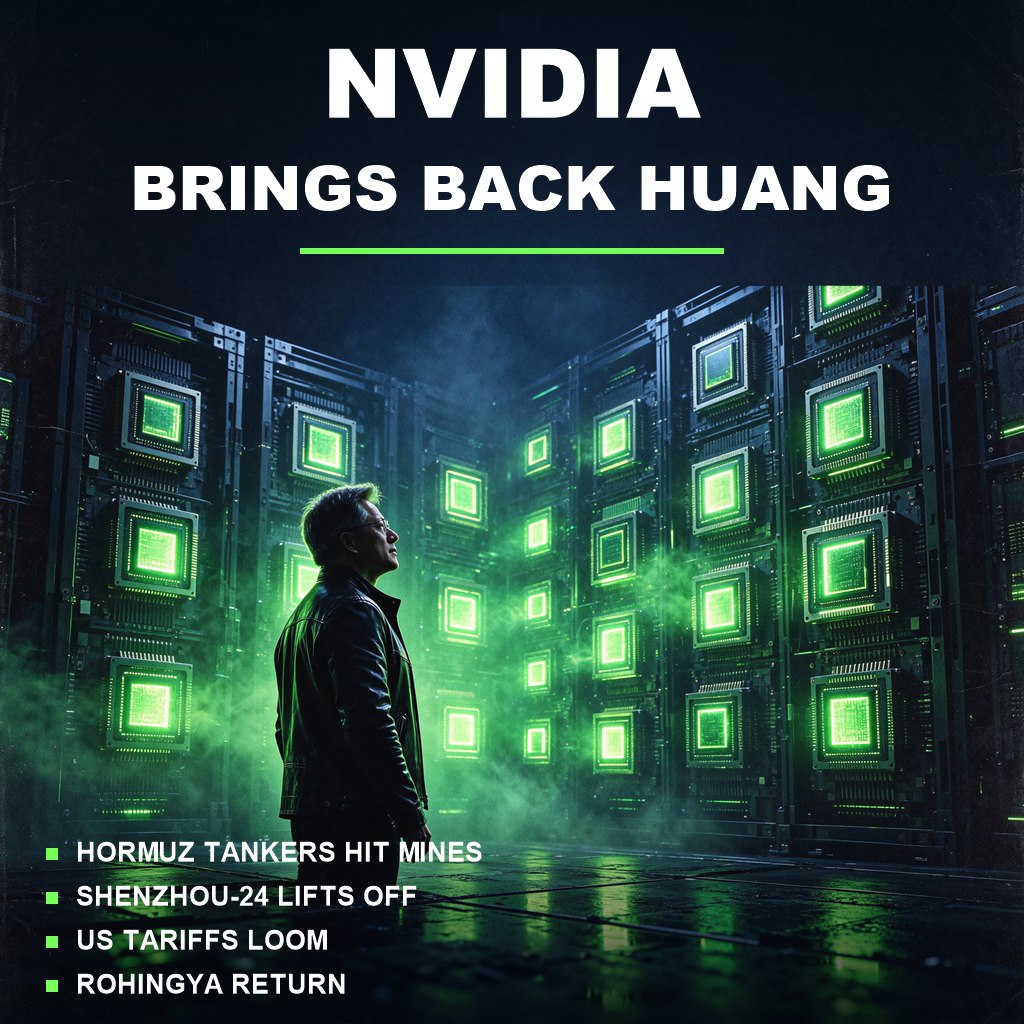 NVIDIA
BRINGS BACK HUANG
HORMUZ TANKERS HIT MINES
SHENZHOU-24 LIFTS OFF
US TARIFFS LOOM
ROHINGYA RETURN